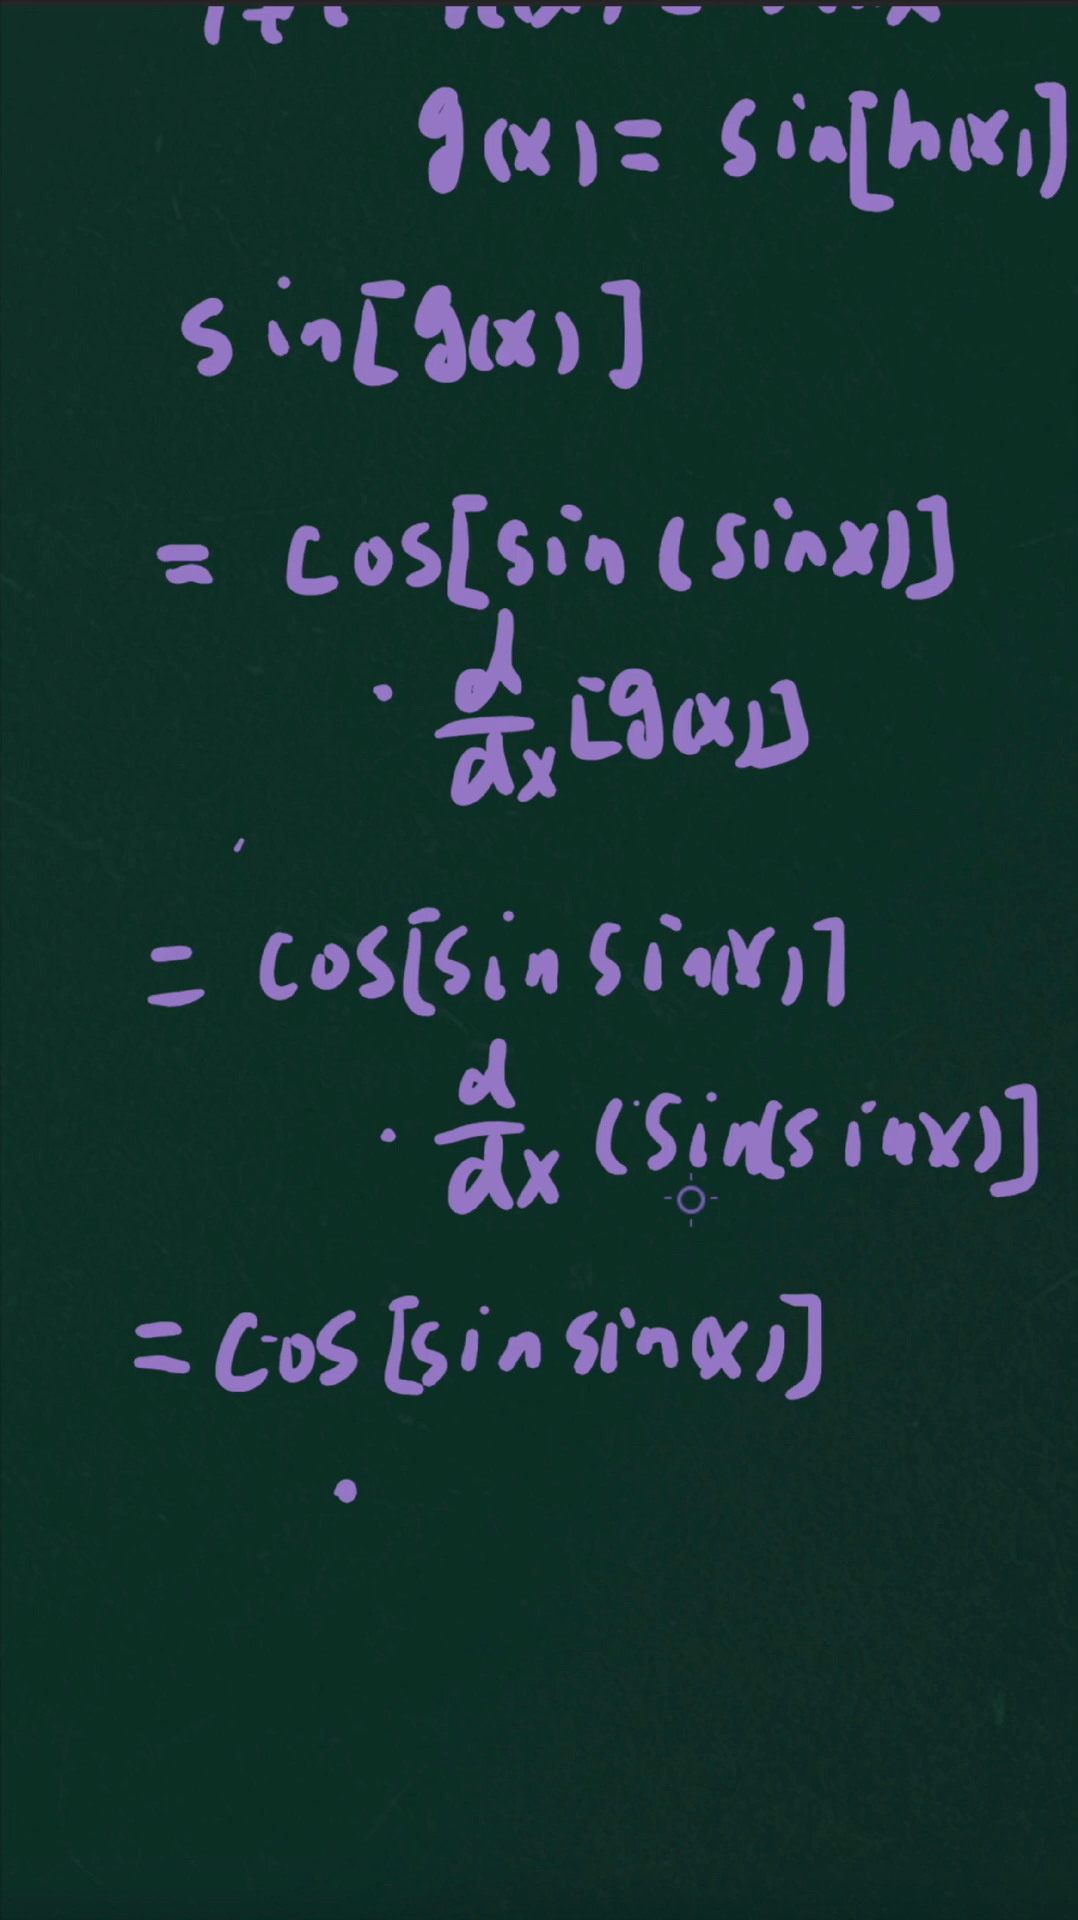 g(x) = sin[h(x)]
sin[g(x)]
= cos[sin(sinx)]
· d/dx [g(x)]
= cos[sin sin(x)]
· d/dx (sin(sinx)]
= cos[sin sin(x)]
·